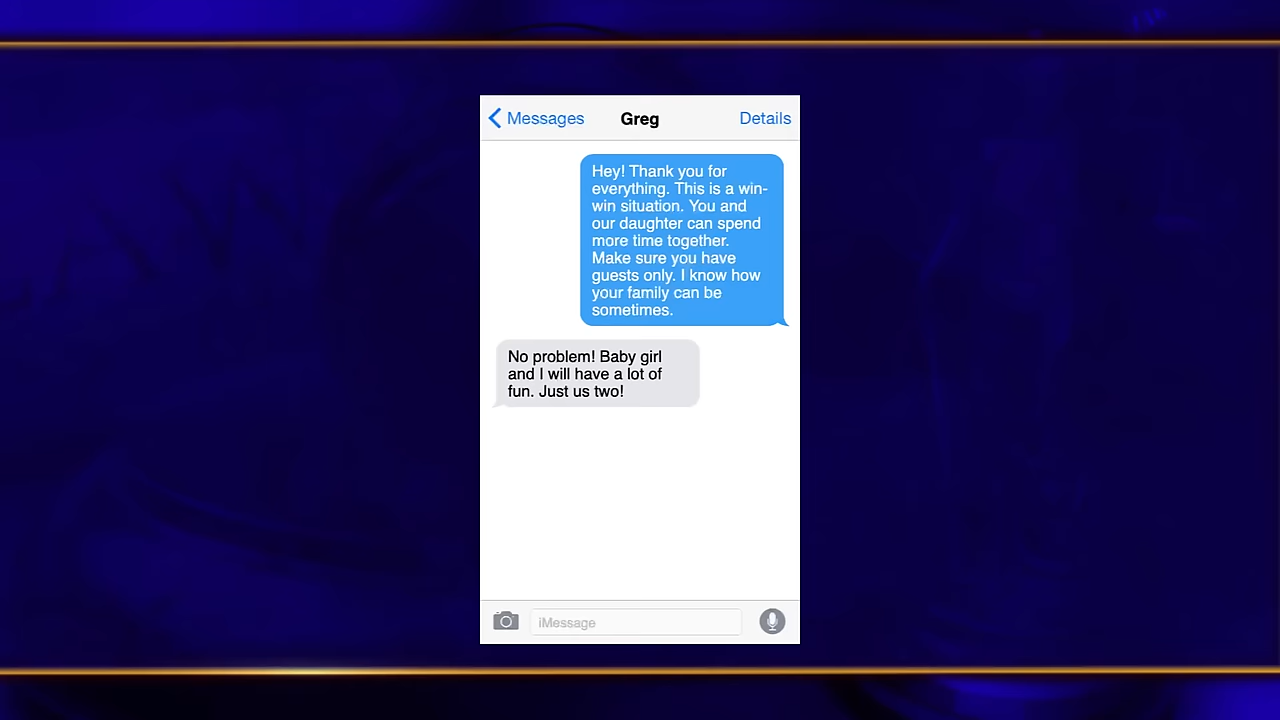 Messages Greg Details
Hey! Thank you for
everything. This is a win-
win situation. You and
our daughter can spend
more time together.
Make sure you have
guests only. I know how
your family can be
sometimes.
No problem! Baby girl
and I will have a lot of
fun. Just us two!
iMessage